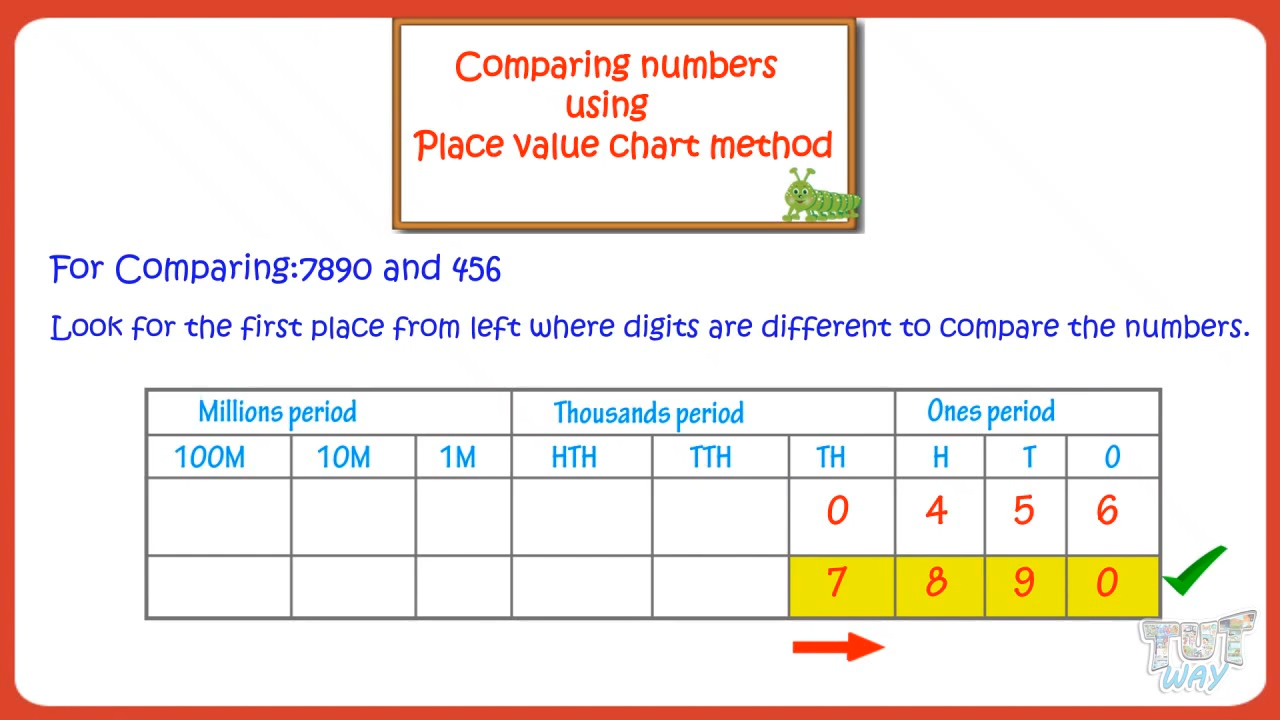 Comparing numbers
using
Place value chart method
For Comparing:7890 and 456
Look for the first place from left where digits are different to compare the numbers.
Millions period Thousands period Ones period
100M 10M 1M HTH TTH TH H T O
0 4 5 6
7 8 9 0
TUT
WAY